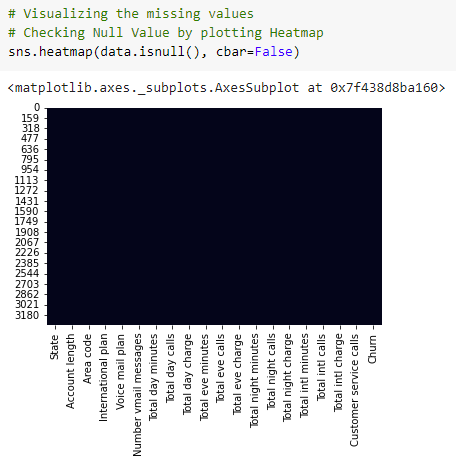 # Visualizing the missing values
# Checking Null Value by plotting Heatmap
sns.heatmap(data.isnull(), cbar=False)
<matplotlib.axes._subplots.AxesSubplot at 0x7f438d8ba160>
0
159
318
477
636
795
954
1113
1272
1431
1590
1749
1908
2067
2226
2385
2544
2703
2862
3021
3180
State
Account length
Area code
International plan
Voice mail plan
Number vmail messages
Total day minutes
Total day calls
Total day charge
Total eve minutes
Total eve calls
Total eve charge
Total night minutes
Total night calls
Total night charge
Total intl minutes
Total intl calls
Total intl charge
Customer service calls
Churn